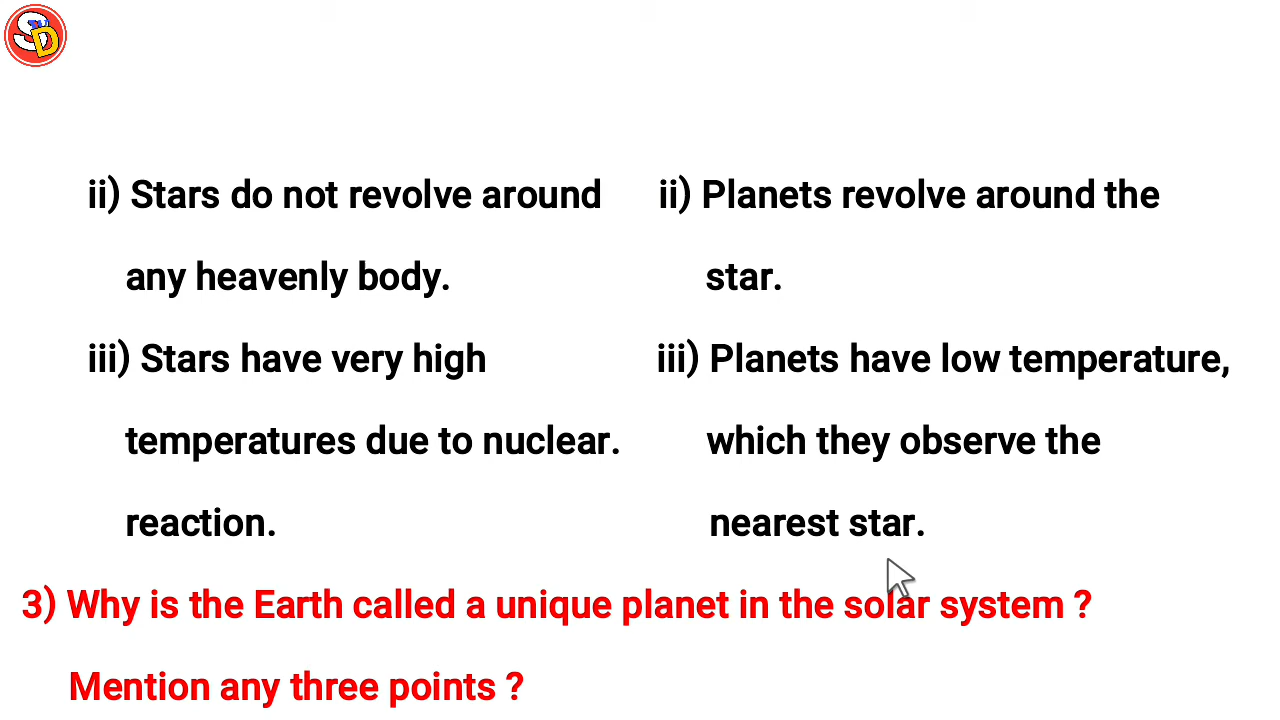 SD
ii) Stars do not revolve around
any heavenly body.
iii) Stars have very high
temperatures due to nuclear.
reaction.
ii) Planets revolve around the
star.
iii) Planets have low temperature,
which they observe the
nearest star.
3) Why is the Earth called a unique planet in the solar system ?
Mention any three points ?